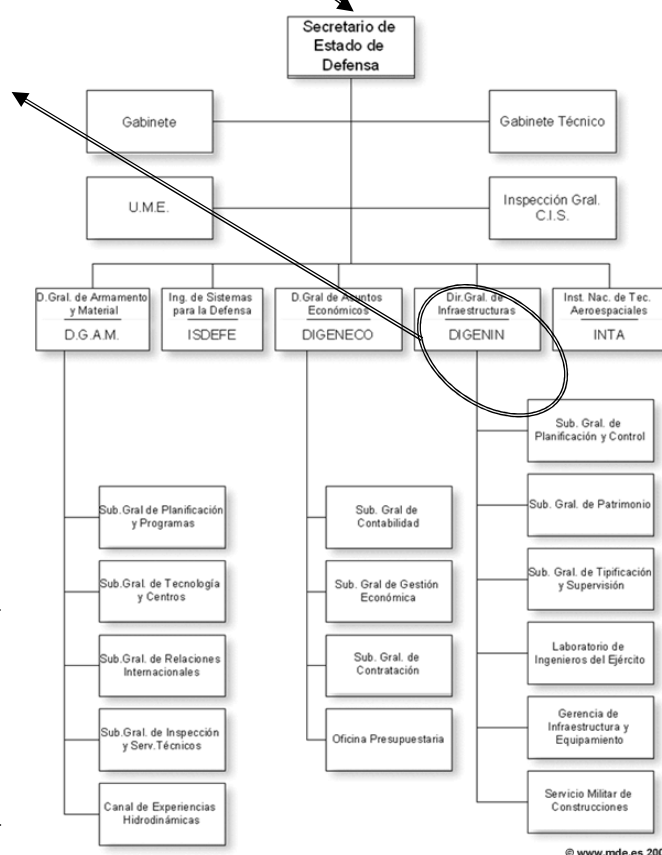 Secretario de
Estado de
Defensa
Gabinete
Gabinete Técnico
U.M.E.
Inspección Gral.
C.I.S.
D.Gral. de Armamento
y Material
D.G.A.M.
Ing. de Sistemas
para la Defensa
ISDEFE
D.Gral de Asuntos
Económicos
DIGENECO
Dir.Gral. de
Infraestructuras
DIGENIN
Inst. Nac. de Tec.
Aeroespaciales
INTA
Sub.Gral de Planificación
y Programas
Sub.Gral. de Tecnología
y Centros
Sub.Gral. de Relaciones
Internacionales
Sub.Gral. de Inspección
y Serv.Técnicos
Canal de Experiencias
Hidrodinámicas
Sub. Gral de
Contabilidad
Sub. Gral de Gestión
Económica
Sub. Gral. de
Contratación
Oficina Presupuestaria
Sub. Gral. de
Planificación y Control
Sub. Gral. de Patrimonio
Sub. Gral. de Tipificación
y Supervisión
Laboratorio de
Ingenieros del Ejército
Gerencia de
Infraestructura y
Equipamiento
Servicio Militar de
Construcciones
© www.mde.es 200